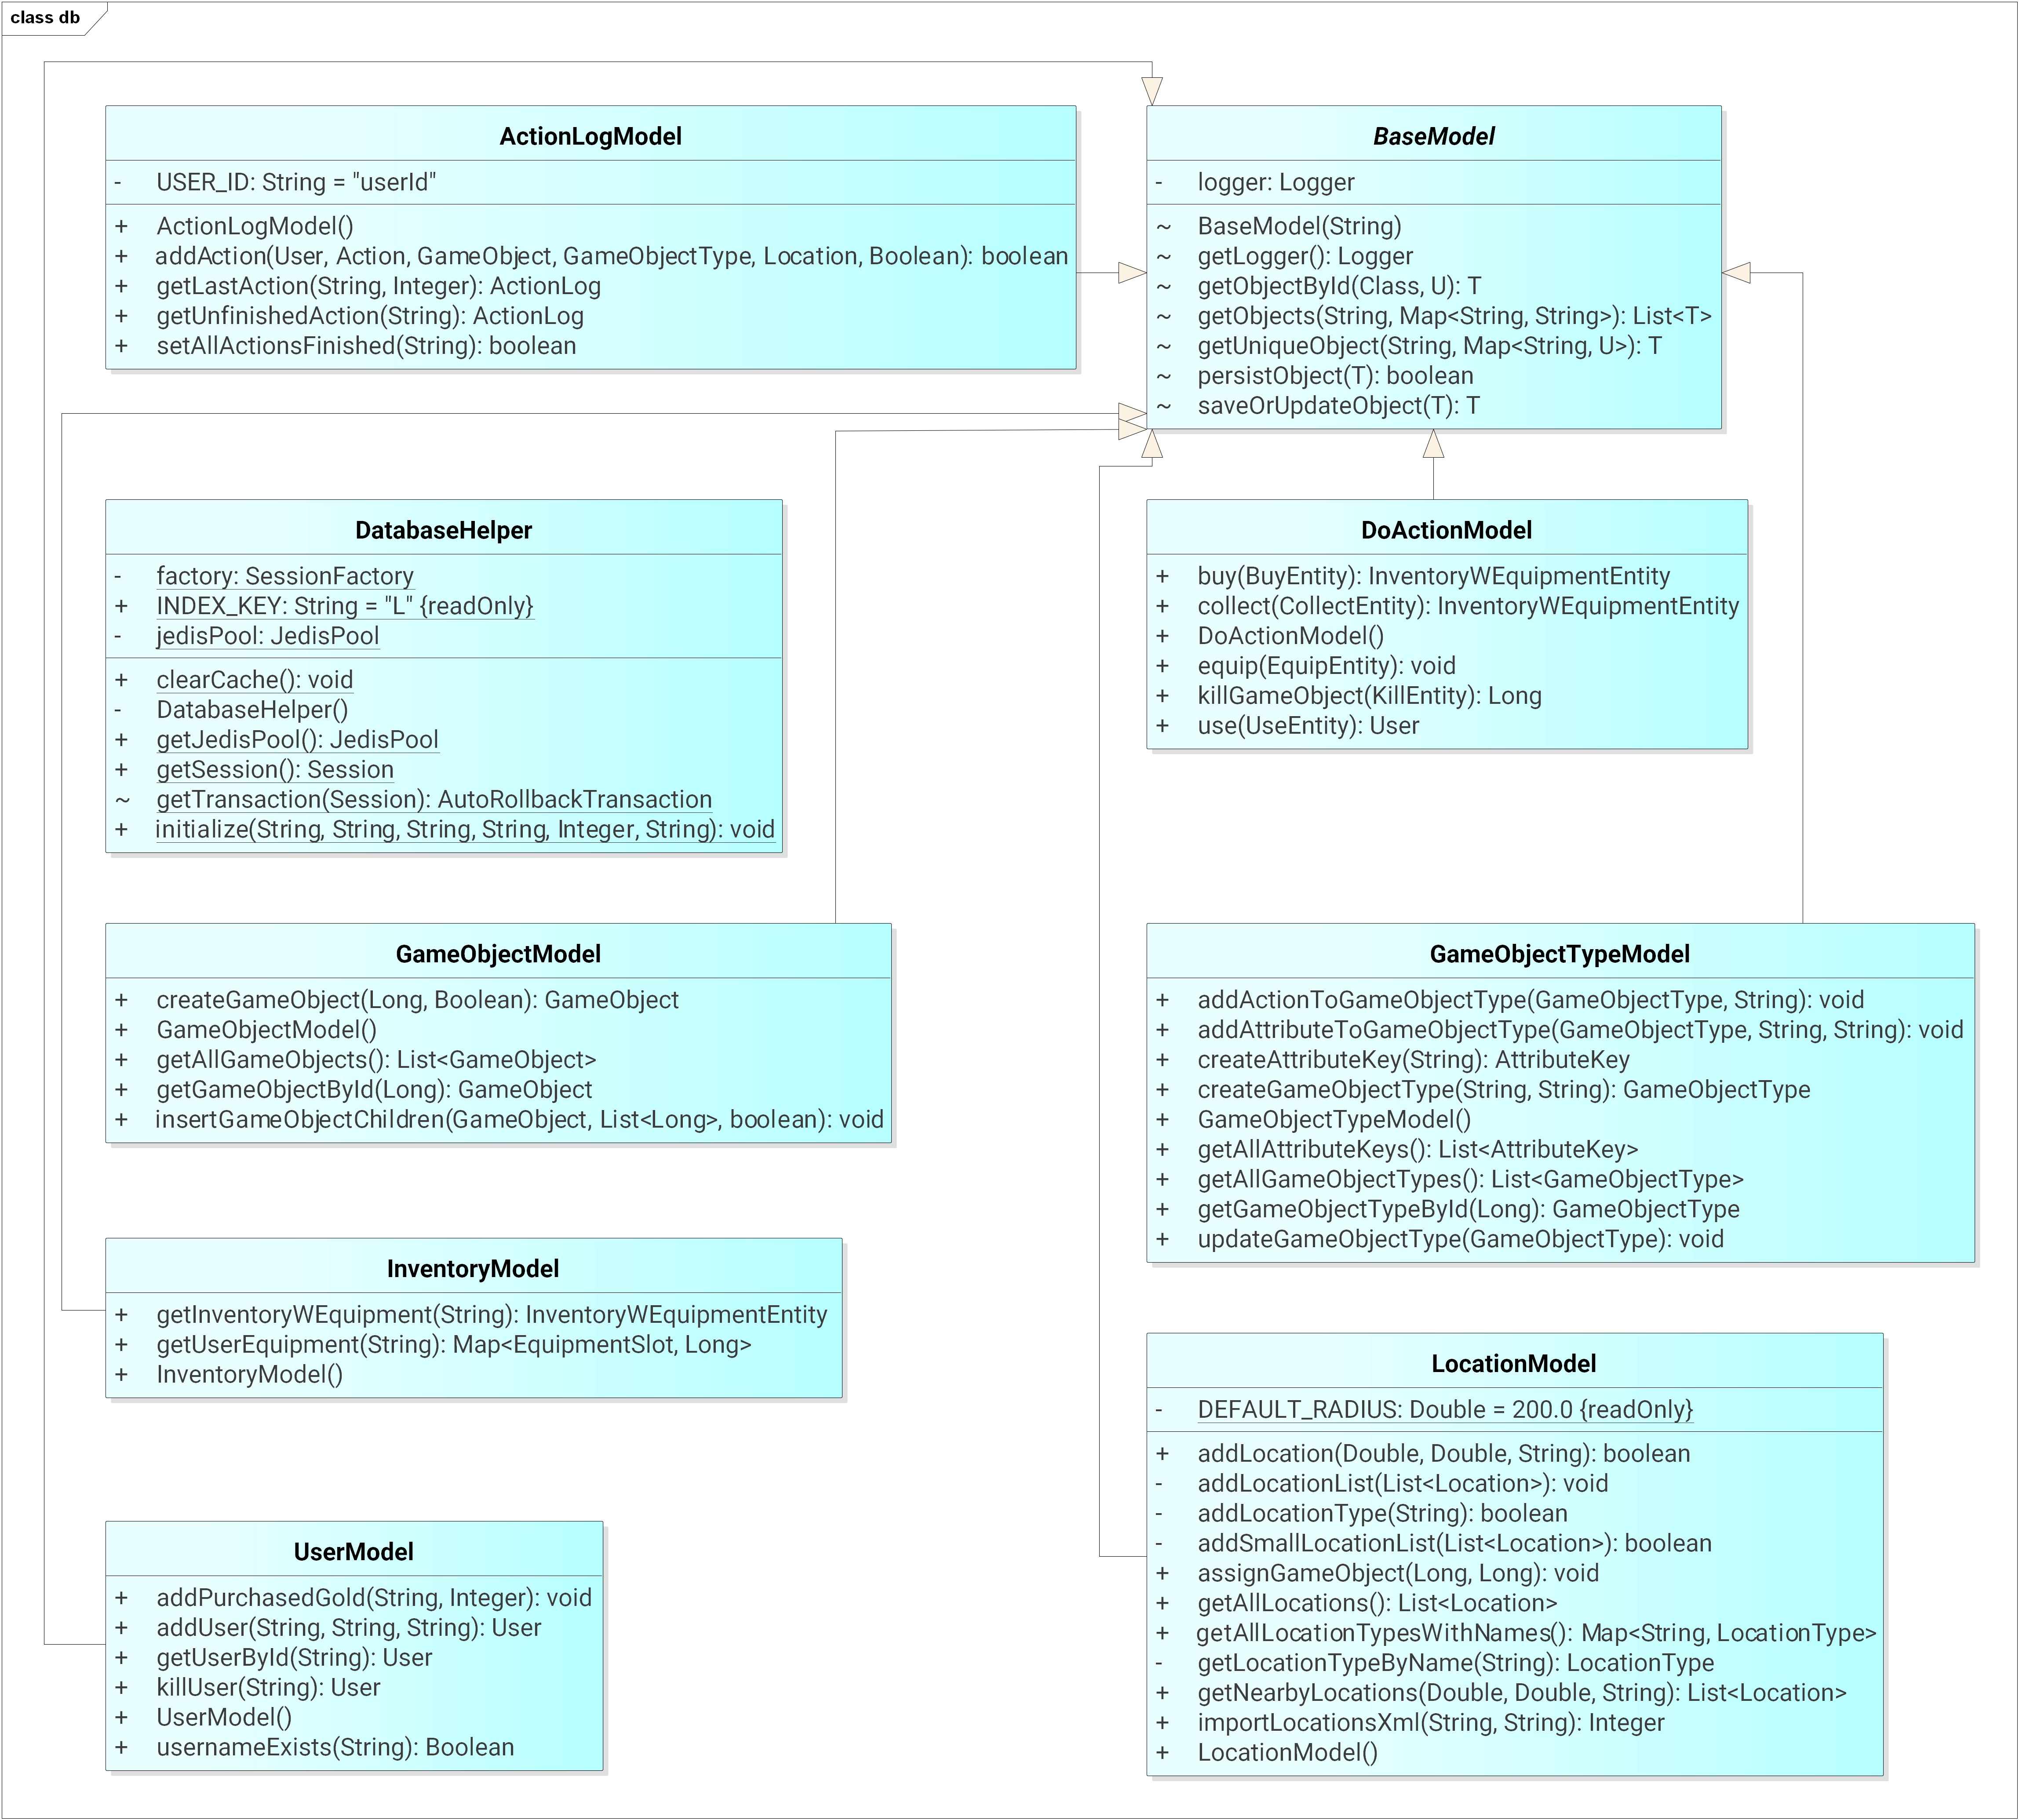 class db
ActionLogModel
- USER_ID: String = "userId"
+ ActionLogModel()
+ addAction(User, Action, GameObject, GameObjectType, Location, Boolean): boolean
+ getLastAction(String, Integer): ActionLog
+ getUnfinishedAction(String): ActionLog
+ setAllActionsFinished(String): boolean
BaseModel
- logger: Logger
~ BaseModel(String)
~ getLogger(): Logger
~ getObjectById(Class, U): T
~ getObjects(String, Map<String, String>): List<T>
~ getUniqueObject(String, Map<String, U>): T
~ persistObject(T): boolean
~ saveOrUpdateObject(T): T
DatabaseHelper
- factory: SessionFactory
+ INDEX_KEY: String = "L" {readOnly}
- jedisPool: JedisPool
+ clearCache(): void
- DatabaseHelper()
+ getJedisPool(): JedisPool
+ getSession(): Session
~ getTransaction(Session): AutoRollbackTransaction
+ initialize(String, String, String, String, Integer, String): void
DoActionModel
+ buy(BuyEntity): InventoryWEquipmentEntity
+ collect(CollectEntity): InventoryWEquipmentEntity
+ DoActionModel()
+ equip(EquipEntity): void
+ killGameObject(KillEntity): Long
+ use(UseEntity): User
GameObjectModel
+ createGameObject(Long, Boolean): GameObject
+ GameObjectModel()
+ getAllGameObjects(): List<GameObject>
+ getGameObjectById(Long): GameObject
+ insertGameObjectChildren(GameObject, List<Long>, boolean): void
GameObjectTypeModel
+ addActionToGameObjectType(GameObjectType, String): void
+ addAttributeToGameObjectType(GameObjectType, String, String): void
+ createAttributeKey(String): AttributeKey
+ createGameObjectType(String, String): GameObjectType
+ GameObjectTypeModel()
+ getAllAttributeKeys(): List<AttributeKey>
+ getAllGameObjectTypes(): List<GameObjectType>
+ getGameObjectTypeById(Long): GameObjectType
+ updateGameObjectType(GameObjectType): void
InventoryModel
+ getInventoryWEquipment(String): InventoryWEquipmentEntity
+ getUserEquipment(String): Map<EquipmentSlot, Long>
+ InventoryModel()
LocationModel
- DEFAULT_RADIUS: Double = 200.0 {readOnly}
+ addLocation(Double, Double, String): boolean
- addLocationList(List<Location>): void
- addLocationType(String): boolean
- addSmallLocationList(List<Location>): boolean
+ assignGameObject(Long, Long): void
+ getAllLocations(): List<Location>
+ getAllLocationTypesWithNames(): Map<String, LocationType>
- getLocationTypeByName(String): LocationType
+ getNearbyLocations(Double, Double, String): List<Location>
+ importLocationsXml(String, String): Integer
+ LocationModel()
UserModel
+ addPurchasedGold(String, Integer): void
+ addUser(String, String, String): User
+ getUserById(String): User
+ killUser(String): User
+ UserModel()
+ usernameExists(String): Boolean